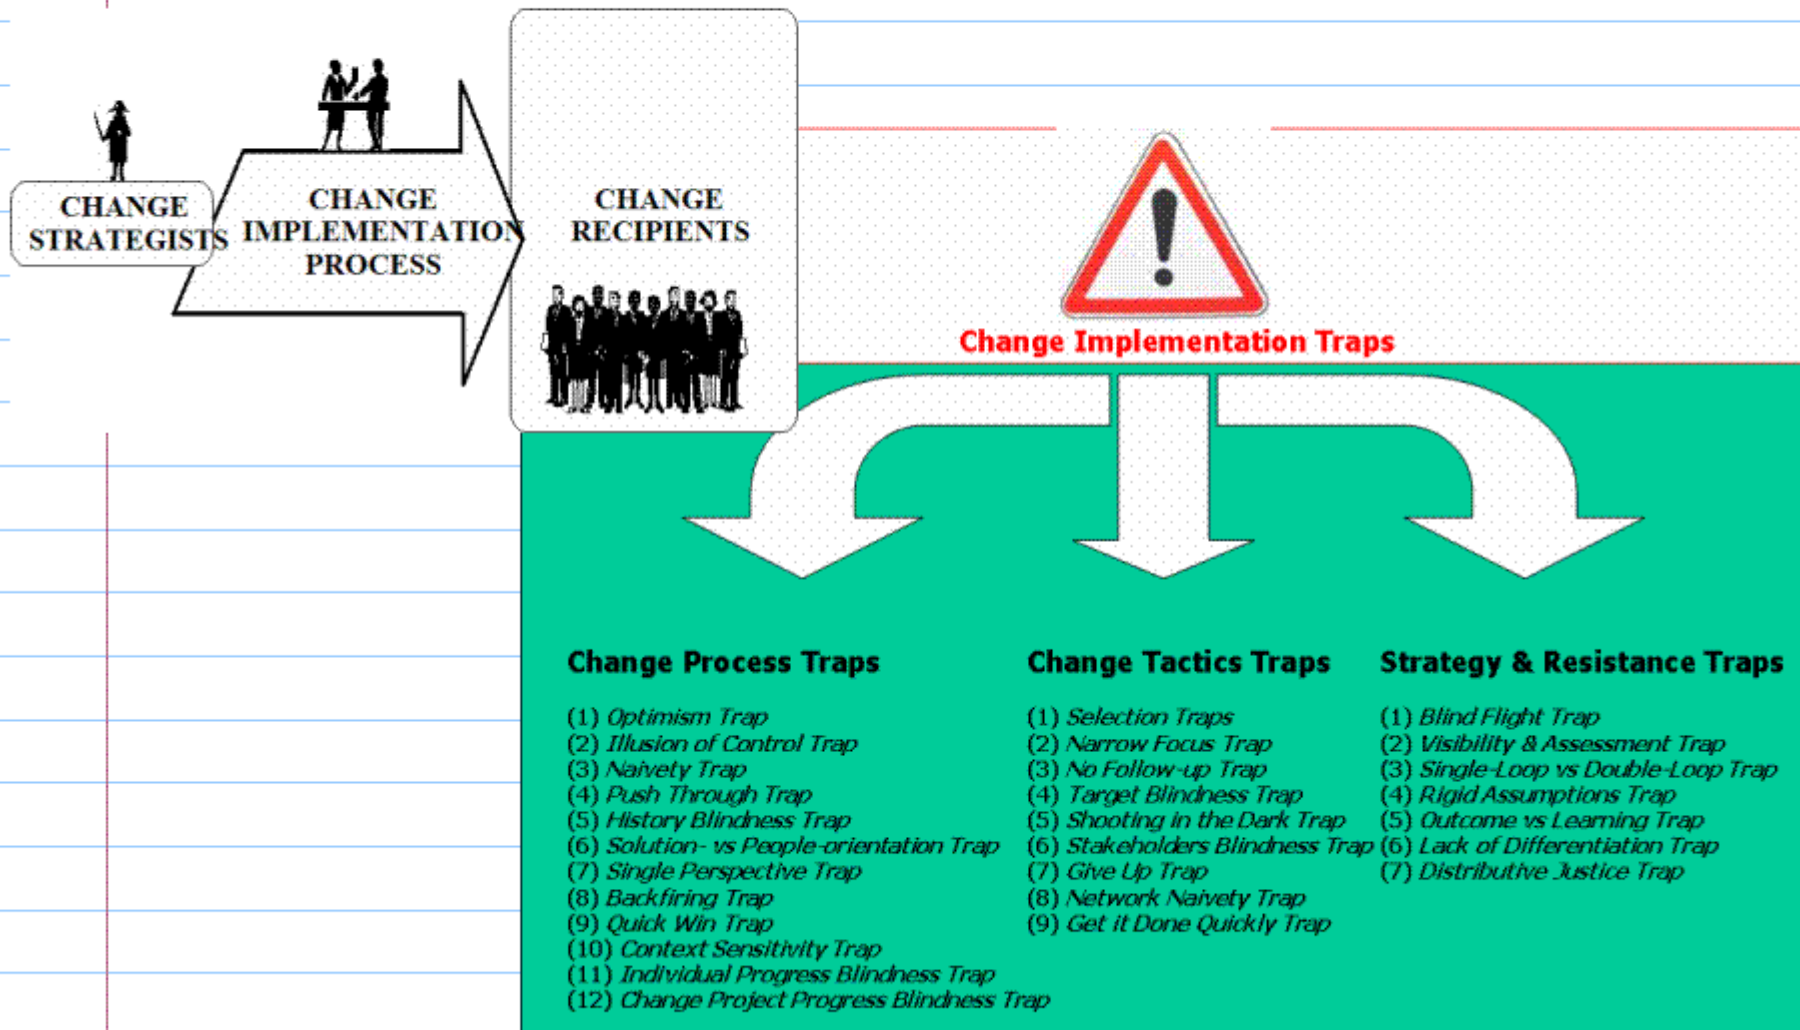 CHANGE
STRATEGISTS
CHANGE
IMPLEMENTATION
PROCESS
CHANGE
RECIPIENTS
Change Implementation Traps
Change Process Traps
(1) Optimism Trap
(2) Illusion of Control Trap
(3) Naivety Trap
(4) Push Through Trap
(5) History Blindness Trap
(6) Solution- vs People-orientation Trap
(7) Single Perspective Trap
(8) Backfiring Trap
(9) Quick Win Trap
(10) Context Sensitivity Trap
(11) Individual Progress Blindness Trap
(12) Change Project Progress Blindness Trap
Change Tactics Traps
(1) Selection Traps
(2) Narrow Focus Trap
(3) No Follow-up Trap
(4) Target Blindness Trap
(5) Shooting in the Dark Trap
(6) Stakeholders Blindness Trap
(7) Give Up Trap
(8) Network Naivety Trap
(9) Get it Done Quickly Trap
Strategy & Resistance Traps
(1) Blind Flight Trap
(2) Visibility & Assessment Trap
(3) Single-Loop vs Double-Loop Trap
(4) Rigid Assumptions Trap
(5) Outcome vs Learning Trap
(6) Lack of Differentiation Trap
(7) Distributive Justice Trap